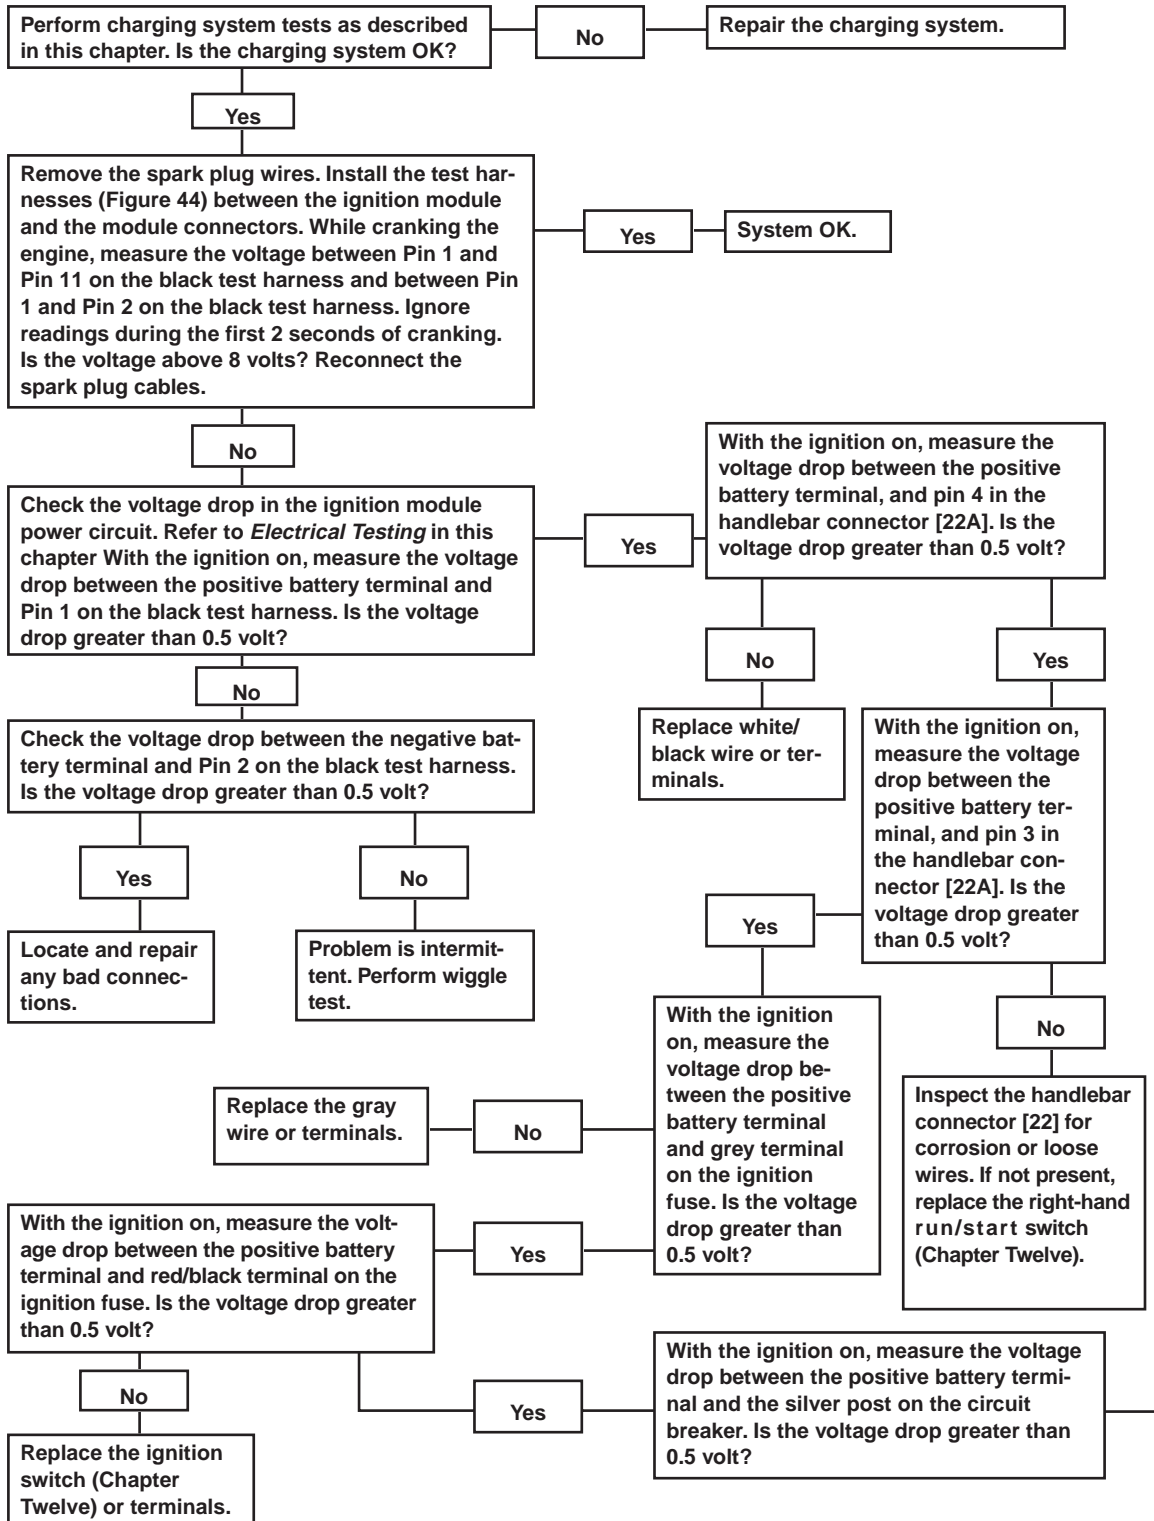 Perform charging system tests as described
in this chapter. Is the charging system OK?
No
Repair the charging system.
Yes
Remove the spark plug wires. Install the test har-
nesses (Figure 44) between the ignition module
and the module connectors. While cranking the
engine, measure the voltage between Pin 1 and
Pin 11 on the black test harness and between Pin
1 and Pin 2 on the black test harness. Ignore
readings during the first 2 seconds of cranking.
Is the voltage above 8 volts? Reconnect the
spark plug cables.
Yes
System OK.
No
Check the voltage drop in the ignition module
power circuit. Refer to Electrical Testing in this
chapter With the ignition on, measure the voltage
drop between the positive battery terminal and
Pin 1 on the black test harness. Is the voltage
drop greater than 0.5 volt?
Yes
With the ignition on, measure the
voltage drop between the positive
battery terminal, and pin 4 in the
handlebar connector [22A]. Is the
voltage drop greater than 0.5 volt?
No
Yes
No
Check the voltage drop between the negative bat-
tery terminal and Pin 2 on the black test harness.
Is the voltage drop greater than 0.5 volt?
Replace white/
black wire or ter-
minals.
With the ignition on,
measure the voltage
drop between the
positive battery ter-
minal, and pin 3 in
the handlebar con-
nector [22A]. Is the
voltage drop greater
than 0.5 volt?
Yes
No
Locate and repair
any bad connec-
tions.
Problem is intermit-
tent. Perform wiggle
test.
Yes
No
With the ignition
on, measure the
voltage drop be-
tween the positive
battery terminal
and grey terminal
on the ignition
fuse. Is the voltage
drop greater than
0.5 volt?
Inspect the handlebar
connector [22] for
corrosion or loose
wires. If not present,
replace the right-hand
run/start switch
(Chapter Twelve).
Replace the gray
wire or terminals.
No
With the ignition on, measure the volt-
age drop between the positive battery
terminal and red/black terminal on the
ignition fuse. Is the voltage drop greater
than 0.5 volt?
Yes
No
Yes
With the ignition on, measure the voltage
drop between the positive battery termi-
nal and the silver post on the circuit
breaker. Is the voltage drop greater than
0.5 volt?
Replace the ignition
switch (Chapter
Twelve) or terminals.